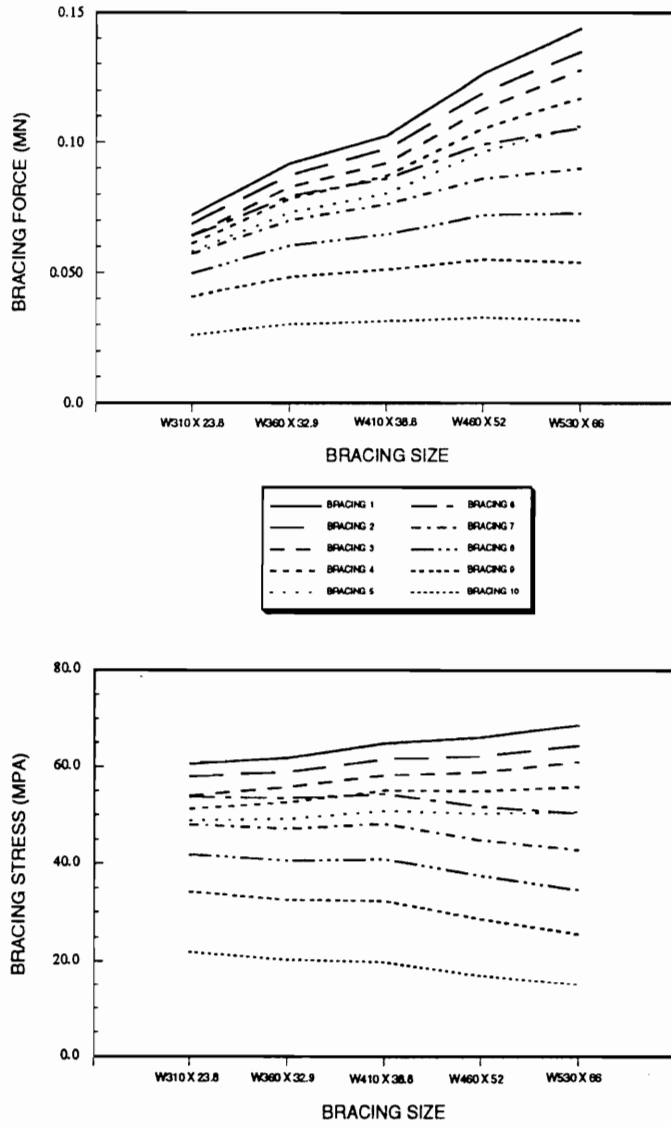 0.15
0.10
0.050
0.0
BRACING FORCE (MN)
W310 X 23.8 W360 X 32.9 W410 X 38.8 W460 X 52 W530 X 66
BRACING SIZE
BRACING 1 BRACING 6
BRACING 2 BRACING 7
BRACING 3 BRACING 8
BRACING 4 BRACING 9
BRACING 5 BRACING 10
80.0
60.0
40.0
20.0
0.0
BRACING STRESS (MPA)
W310 X 23.8 W360 X 32.9 W410 X 38.8 W460 X 52 W530 X 66
BRACING SIZE